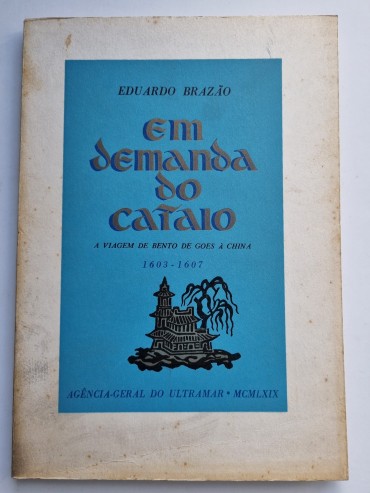 EDUARDO BRAZÃO
em
demanda
do
cataio
A VIAGEM DE BENTO DE GOES À CHINA
1603-1607
AGÊNCIA-GERAL DO ULTRAMAR • MCMLXIX